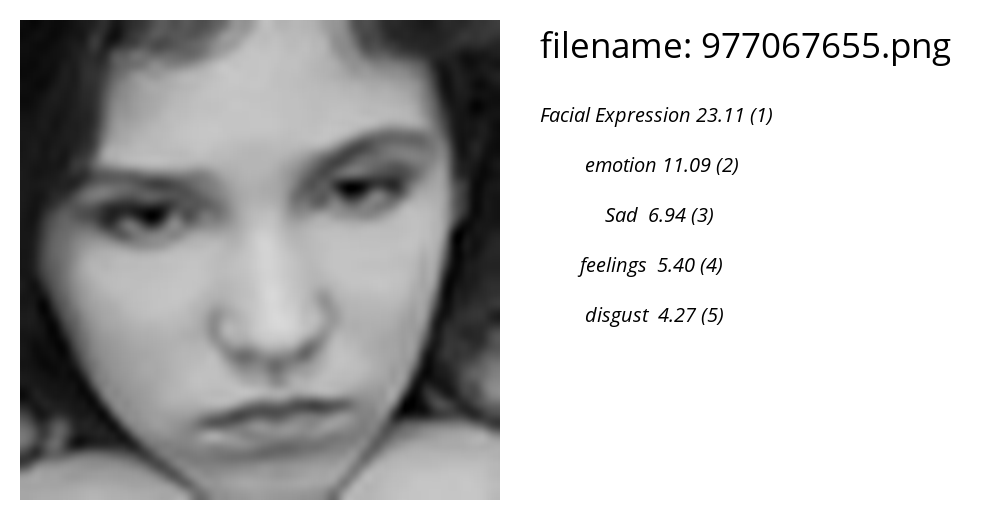 filename: 977067655.png
Facial Expression 23.11 (1)
emotion 11.09 (2)
Sad 6.94 (3)
feelings 5.40 (4)
disgust 4.27 (5)